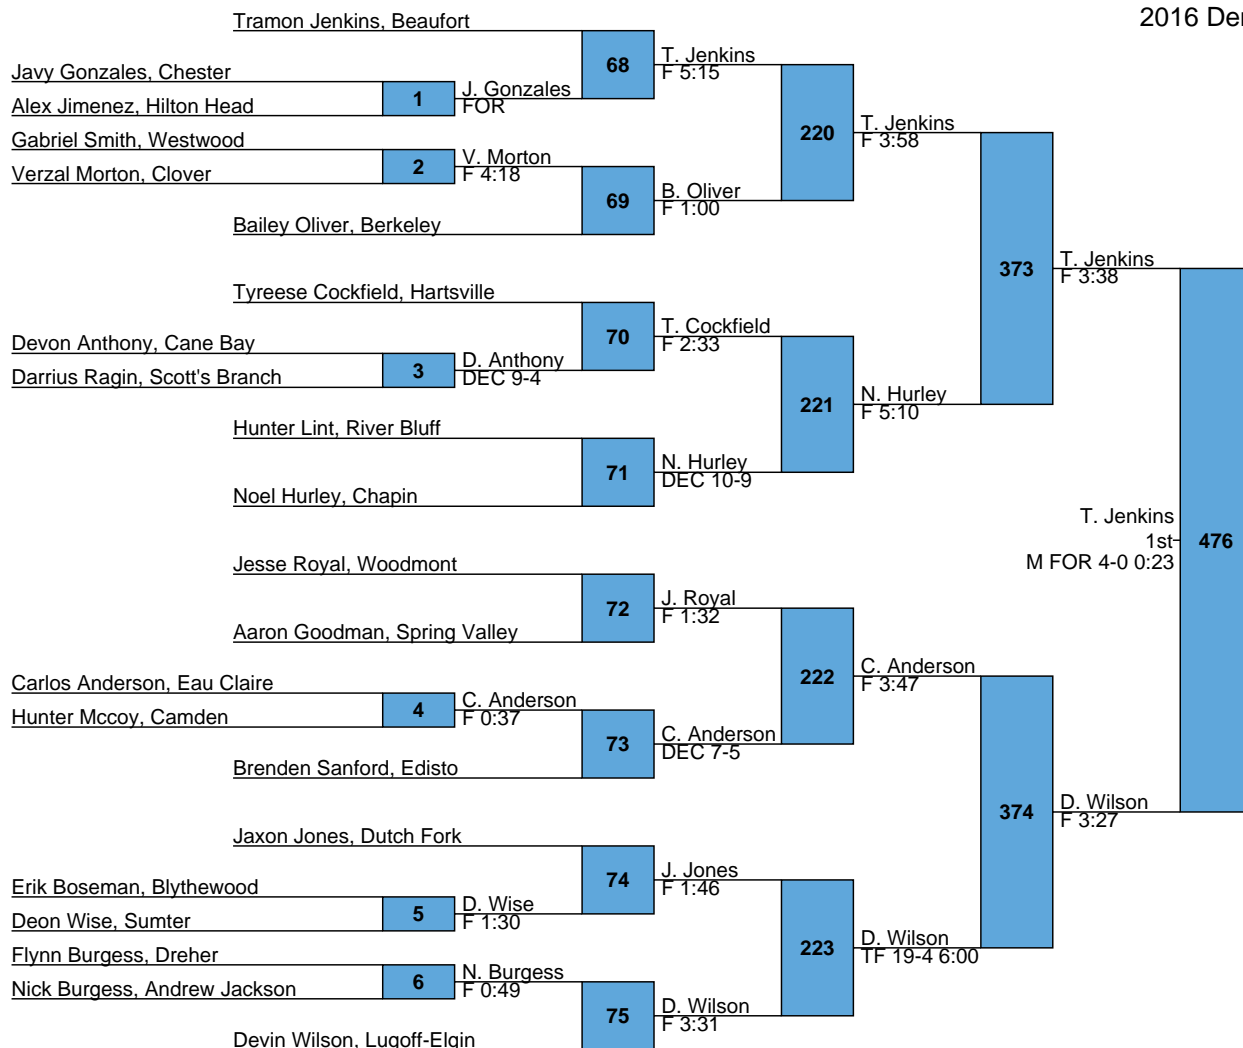 2016 Der
Tramon Jenkins, Beaufort
68
T. Jenkins
F 5:15
Javy Gonzales, Chester
1
J. Gonzales
FOR
Alex Jimenez, Hilton Head
220
T. Jenkins
F 3:58
Gabriel Smith, Westwood
2
V. Morton
F 4:18
Verzal Morton, Clover
69
B. Oliver
F 1:00
Bailey Oliver, Berkeley
373
T. Jenkins
F 3:38
Tyreese Cockfield, Hartsville
70
T. Cockfield
F 2:33
Devon Anthony, Cane Bay
3
D. Anthony
DEC 9-4
Darrius Ragin, Scott's Branch
221
N. Hurley
F 5:10
Hunter Lint, River Bluff
71
N. Hurley
DEC 10-9
Noel Hurley, Chapin
T. Jenkins
1st
M FOR 4-0 0:23
476
Jesse Royal, Woodmont
72
J. Royal
F 1:32
Aaron Goodman, Spring Valley
222
C. Anderson
F 3:47
Carlos Anderson, Eau Claire
4
C. Anderson
F 0:37
Hunter Mccoy, Camden
73
C. Anderson
DEC 7-5
Brenden Sanford, Edisto
374
D. Wilson
F 3:27
Jaxon Jones, Dutch Fork
74
J. Jones
F 1:46
Erik Boseman, Blythewood
5
D. Wise
F 1:30
Deon Wise, Sumter
223
D. Wilson
TF 19-4 6:00
Flynn Burgess, Dreher
6
N. Burgess
F 0:49
Nick Burgess, Andrew Jackson
75
D. Wilson
F 3:31
Devin Wilson, Lugoff-Elgin